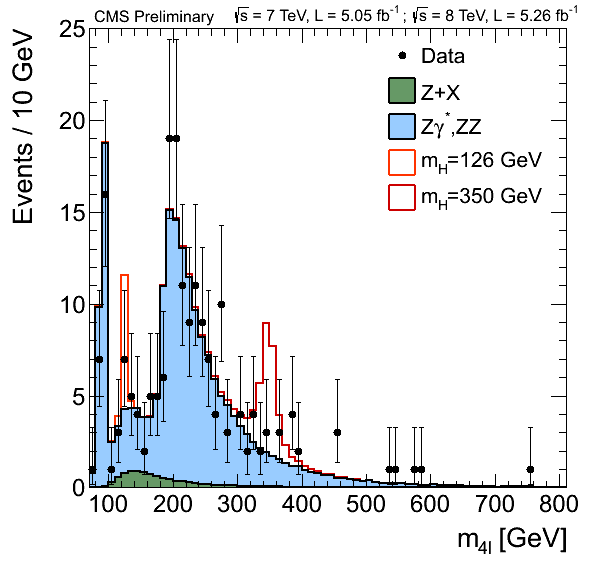 CMS Preliminary √s = 7 TeV, L = 5.05 fb⁻¹ ; √s = 8 TeV, L = 5.26 fb⁻¹
Events / 10 GeV
25
20
15
10
5
0
Data
Z+X
Zγ*,ZZ
m_H=126 GeV
m_H=350 GeV
100 200 300 400 500 600 700 800
m_4l [GeV]